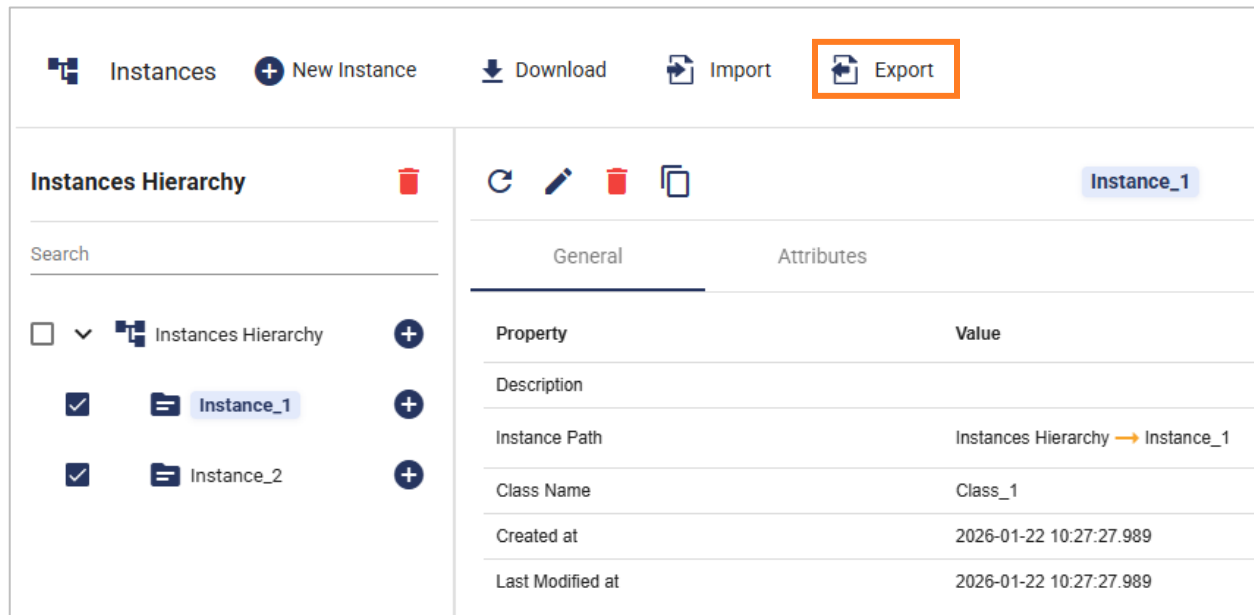 Instances
New Instance
Download
Import
Export
Instances Hierarchy
Instance_1
Search
General
Attributes
Instances Hierarchy
Instance_1
Instance_2
Property Value
Description
Instance Path Instances Hierarchy → Instance_1
Class Name Class_1
Created at 2026-01-22 10:27:27.989
Last Modified at 2026-01-22 10:27:27.989